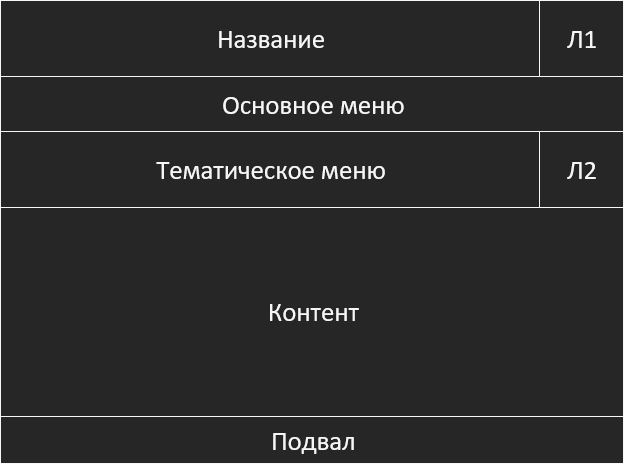 Название
Л1
Основное меню
Тематическое меню
Л2
Контент
Подвал